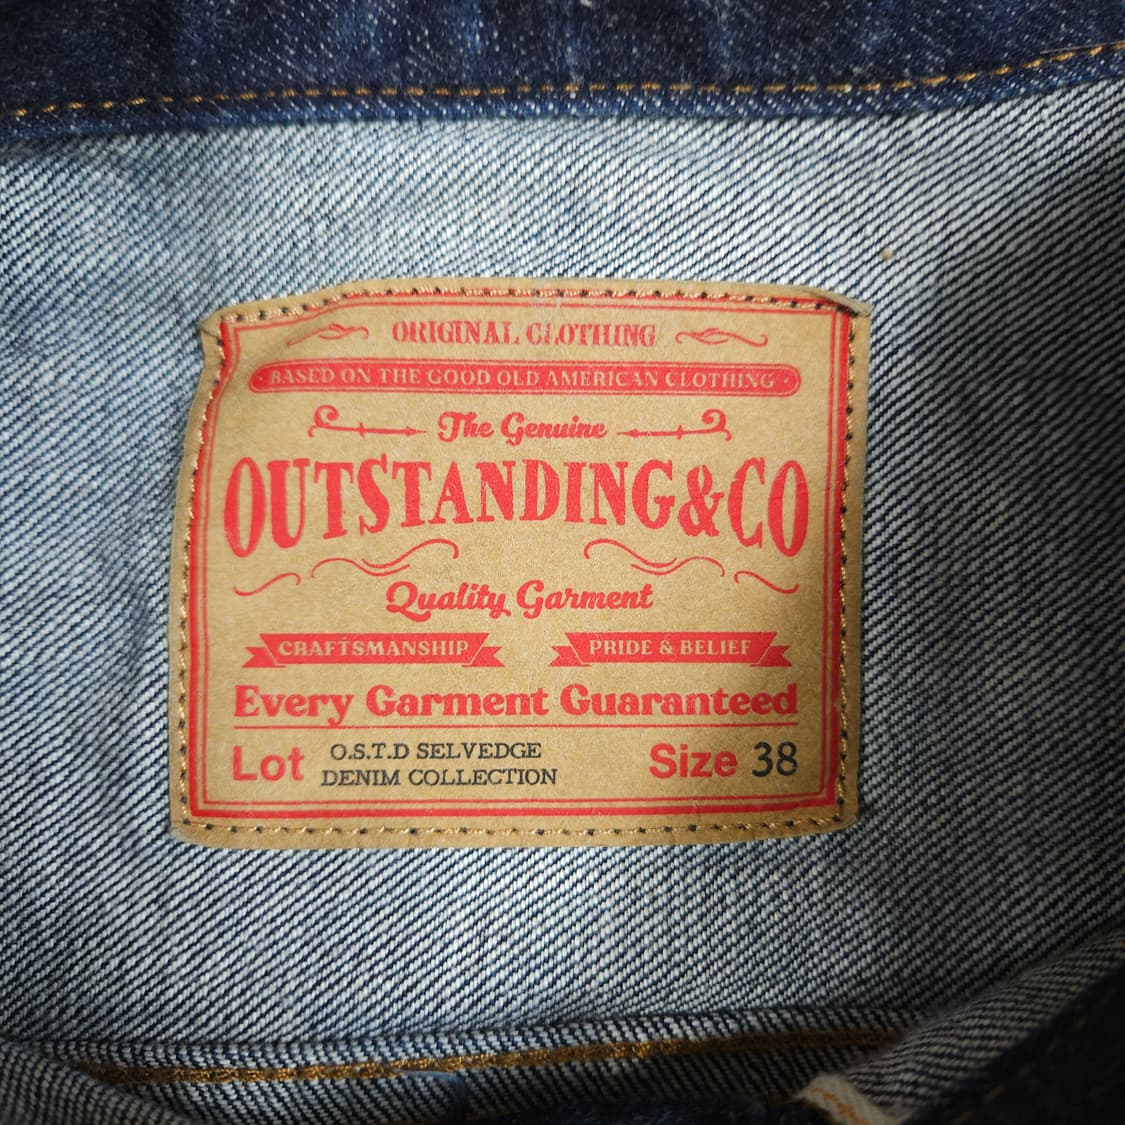 ORIGINAL CLOTHING
· BASED ON THE GOOD OLD AMERICAN CLOTHING ·
The Genuine
OUTSTANDING&CO
Quality Garment
CRAFTSMANSHIP PRIDE & BELIEF
Every Garment Guaranteed
Lot O.S.T.D SELVEDGE
DENIM COLLECTION Size 38